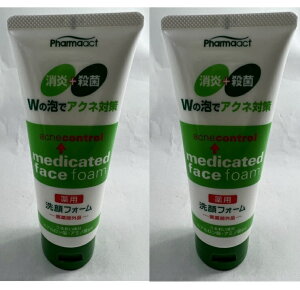 Pharmaact
消炎+殺菌
Wの泡でアクネ対策
acnecontrol
medicated
face foam
薬用
洗顔フォーム
医薬部外品
Pharmaact
消炎+殺菌
Wの泡でアクネ対策
acnecontrol
medicated
face foam
薬用
洗顔フォーム
医薬部外品